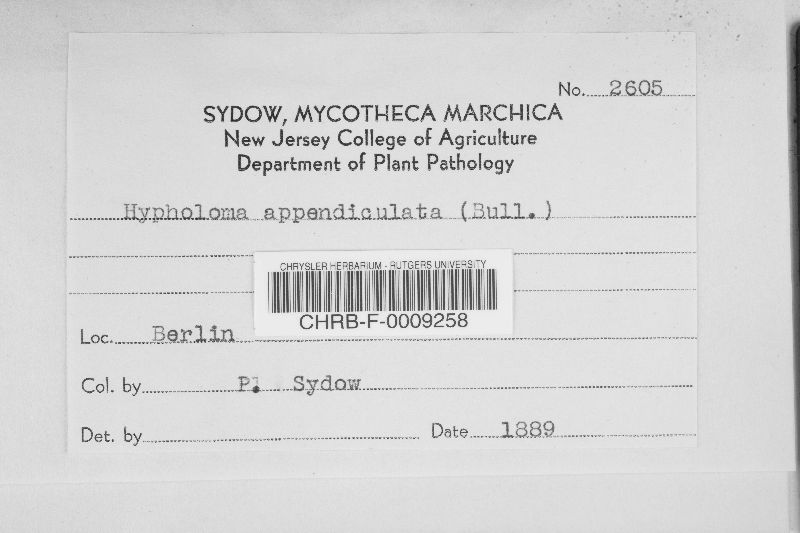 No. 2605
SYDOW, MYCOTHECA MARCHICA
New Jersey College of Agriculture
Department of Plant Pathology
Hypholoma appendiculata (Bull.)
CHRYSLER HERBARIUM - RUTGERS UNIVERSITY
CHRB-F-0009258
Loc. Berlin
Col. by P. Sydow
Det. by Date 1889